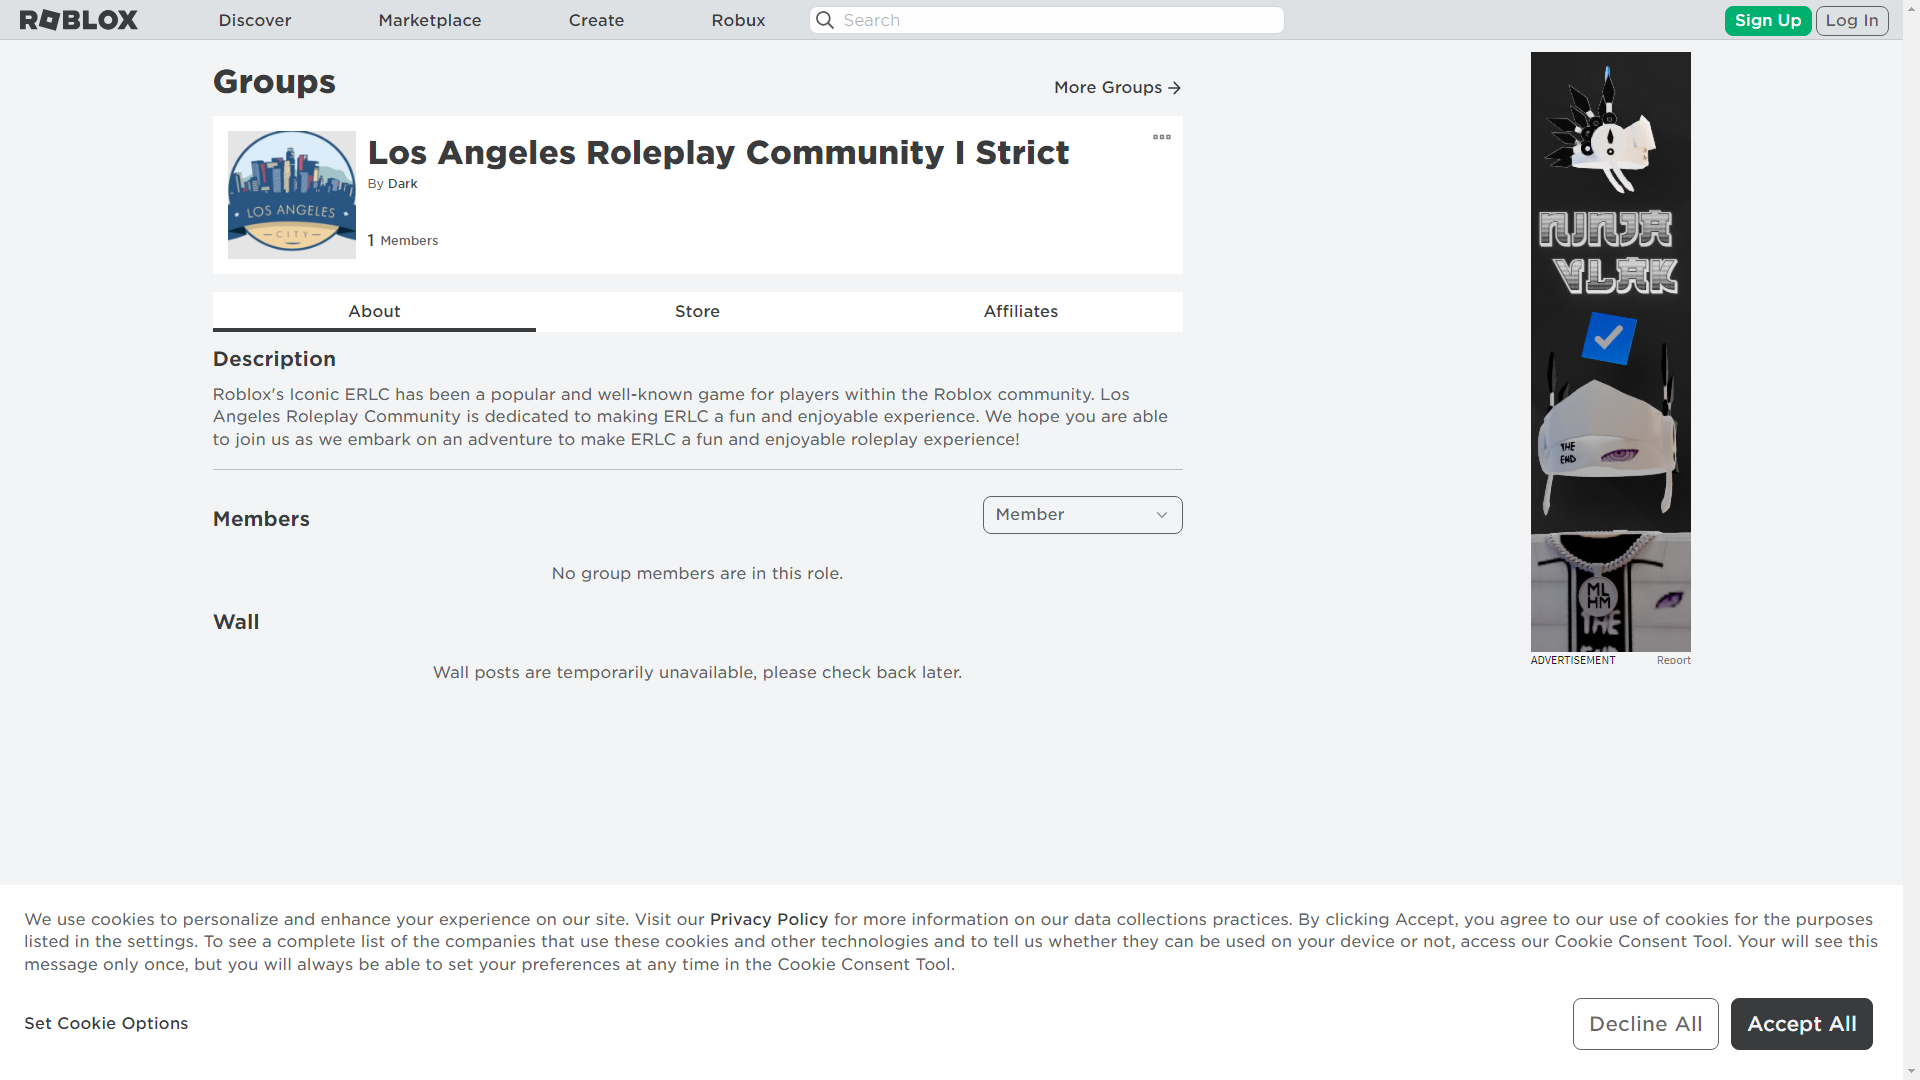 ROBLOX
Discover
Marketplace
Create
Robux
Search
Sign Up
Log In
Groups
More Groups
LOS ANGELES
CITY
Los Angeles Roleplay Community I Strict
By Dark
1 Members
About
Store
Affiliates
Description
Roblox's Iconic ERLC has been a popular and well-known game for players within the Roblox community. Los
Angeles Roleplay Community is dedicated to making ERLC a fun and enjoyable experience. We hope you are able
to join us as we embark on an adventure to make ERLC a fun and enjoyable roleplay experience!
Members
Member
No group members are in this role.
Wall
Wall posts are temporarily unavailable, please check back later.
NINJA
VLAK
THE
END
ML
HM
THE
ADVERTISEMENT
Report
We use cookies to personalize and enhance your experience on our site. Visit our Privacy Policy for more information on our data collections practices. By clicking Accept, you agree to our use of cookies for the purposes
listed in the settings. To see a complete list of the companies that use these cookies and other technologies and to tell us whether they can be used on your device or not, access our Cookie Consent Tool. Your will see this
message only once, but you will always be able to set your preferences at any time in the Cookie Consent Tool.
Set Cookie Options
Decline All
Accept All